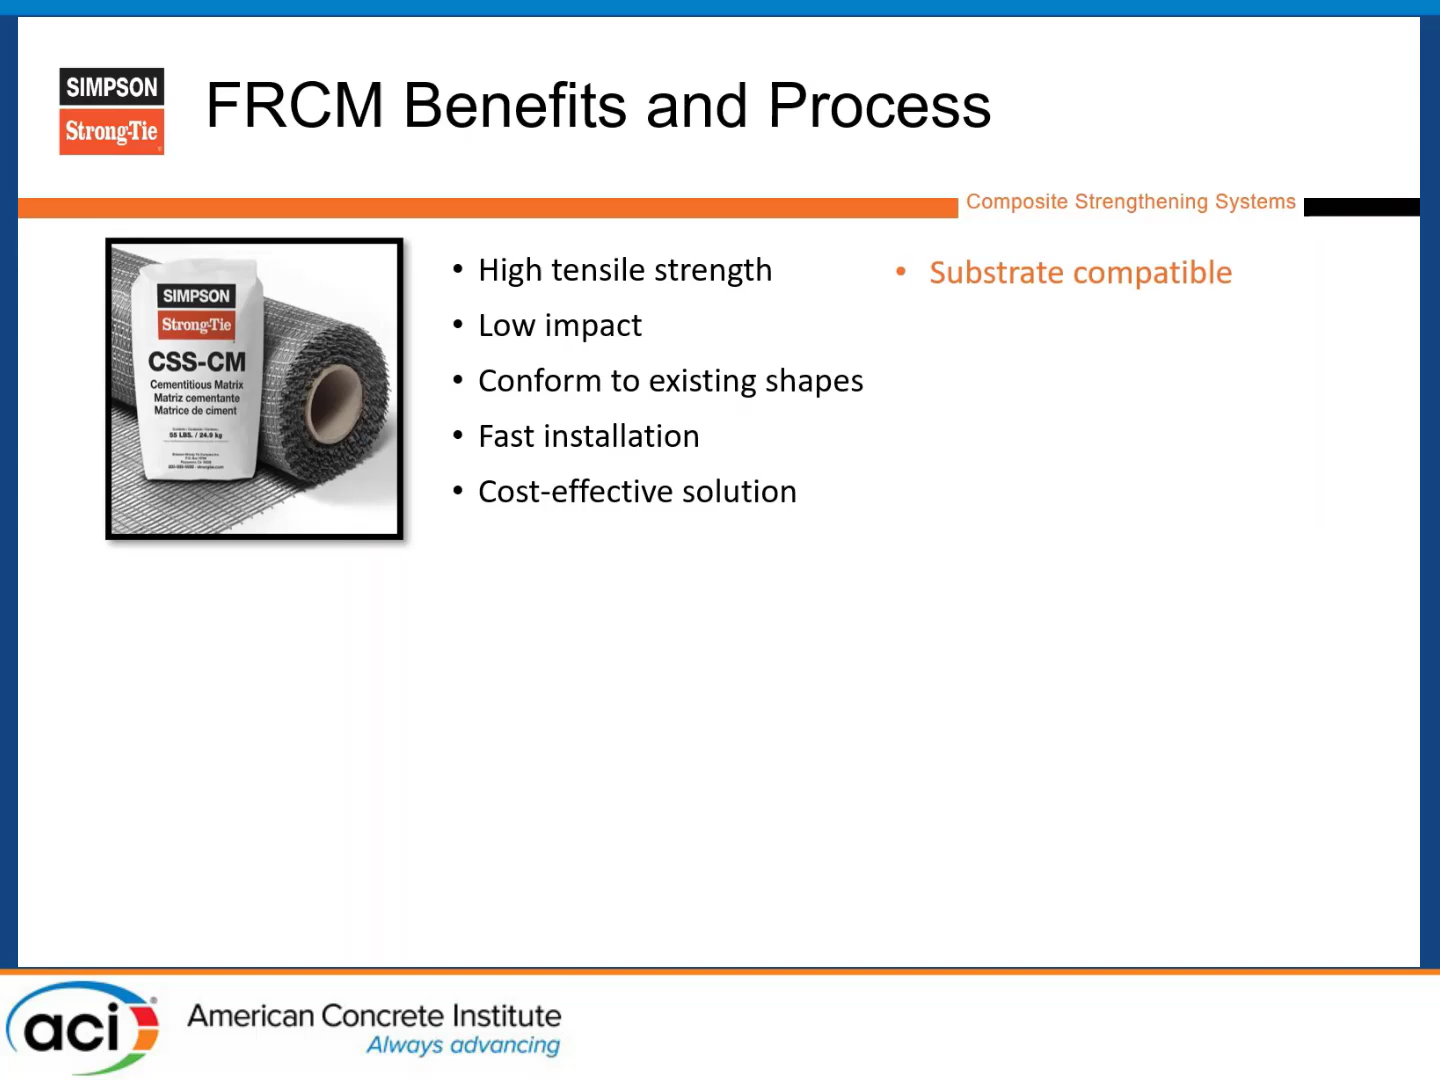 SIMPSON
Strong-Tie
FRCM Benefits and Process
Composite Strengthening Systems
SIMPSON
Strong-Tie
CSS-CM
Cementitious Matrix
Matriz cementante
Matrice de ciment
55 LBS. / 24.9 kg
• High tensile strength
• Low impact
• Conform to existing shapes
• Fast installation
• Cost-effective solution
• Substrate compatible
aci
American Concrete Institute
Always advancing